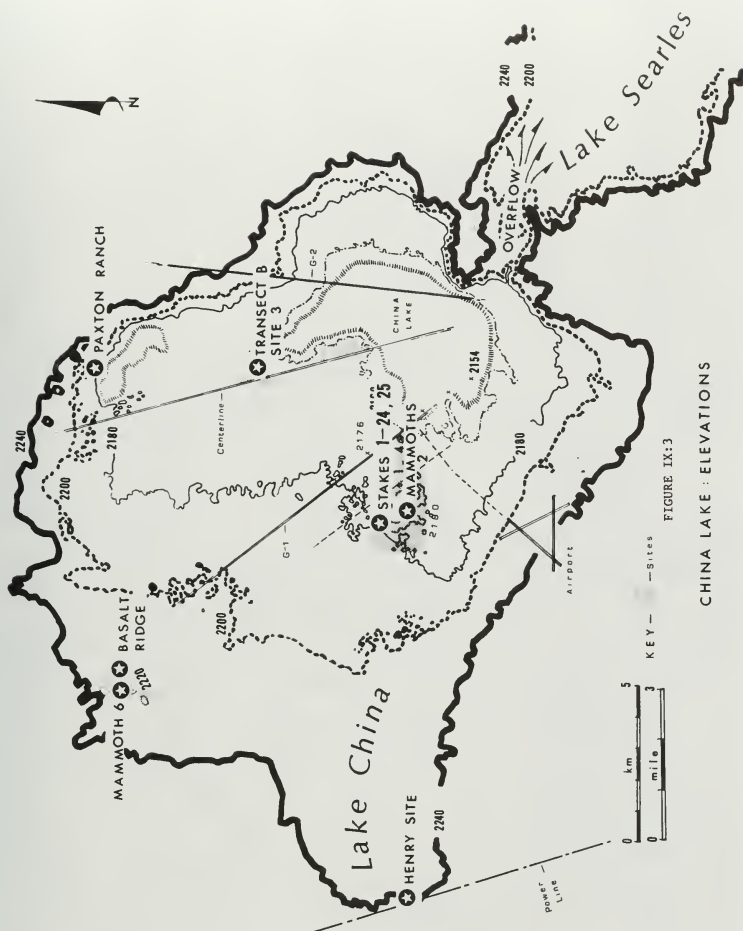 N
PAXTON RANCH
2240
2200
2180
Centerline
TRANSECT B
SITE 3
G-2
2240
2200
OVERFLOW
Lake Searles
CHINA
LAKE
2154
2176
STAKES 1-24, 25
MAMMOTHS
2180
2180
G-1
2200
MAMMOTH 6
BASALT
RIDGE
2220
Lake China
HENRY SITE
2240
Power
Line
Airport
0 km 5
0 mile 3
KEY — — Sites
FIGURE IX:3
CHINA LAKE : ELEVATIONS